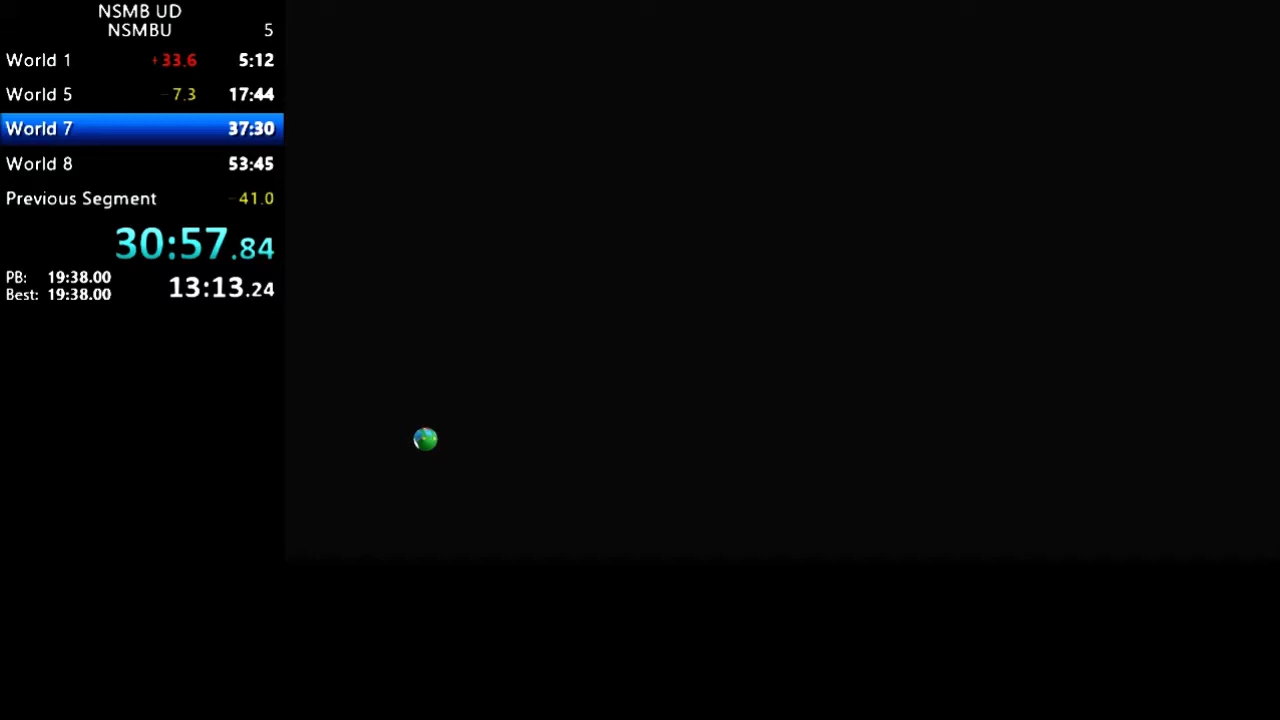 NSMB UD
NSMBU 5
World 1 +33.6 5:12
World 5 -7.3 17:44
World 7 37:30
World 8 53:45
Previous Segment -41.0
30:57.84
PB: 19:38.00
Best: 19:38.00
13:13.24